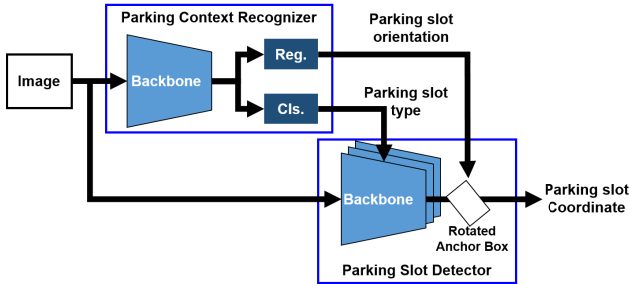 Parking Context Recognizer
Parking slot
orientation
Reg.
Image
Backbone
Cls.
Parking slot
type
Backbone
Parking slot
Coordinate
Rotated
Anchor Box
Parking Slot Detector